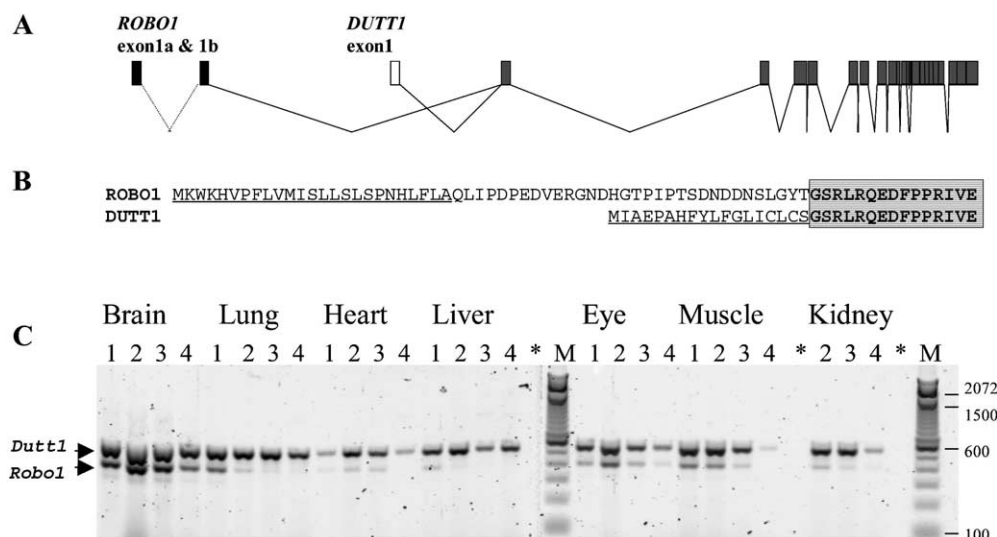 A
ROBO1 DUTT1
exon1a & 1b exon1
B
ROBO1 MKWKHVPFLVMISLLSLSPNHLFLAQLIPDPEDVERGNDHGTPIPTSDNDDNSLGYTGSRLRQEDFPPRIVE
DUTT1 MIAEPAHFYLFGLICLCSGSRLRQEDFPPRIVE
C
Brain Lung Heart Liver Eye Muscle Kidney
1 2 3 4 1 2 3 4 1 2 3 4 1 2 3 4 * M 1 2 3 4 1 2 3 4 * 2 3 4 * M
2072
1500
Dutt1
600
Robo1
100